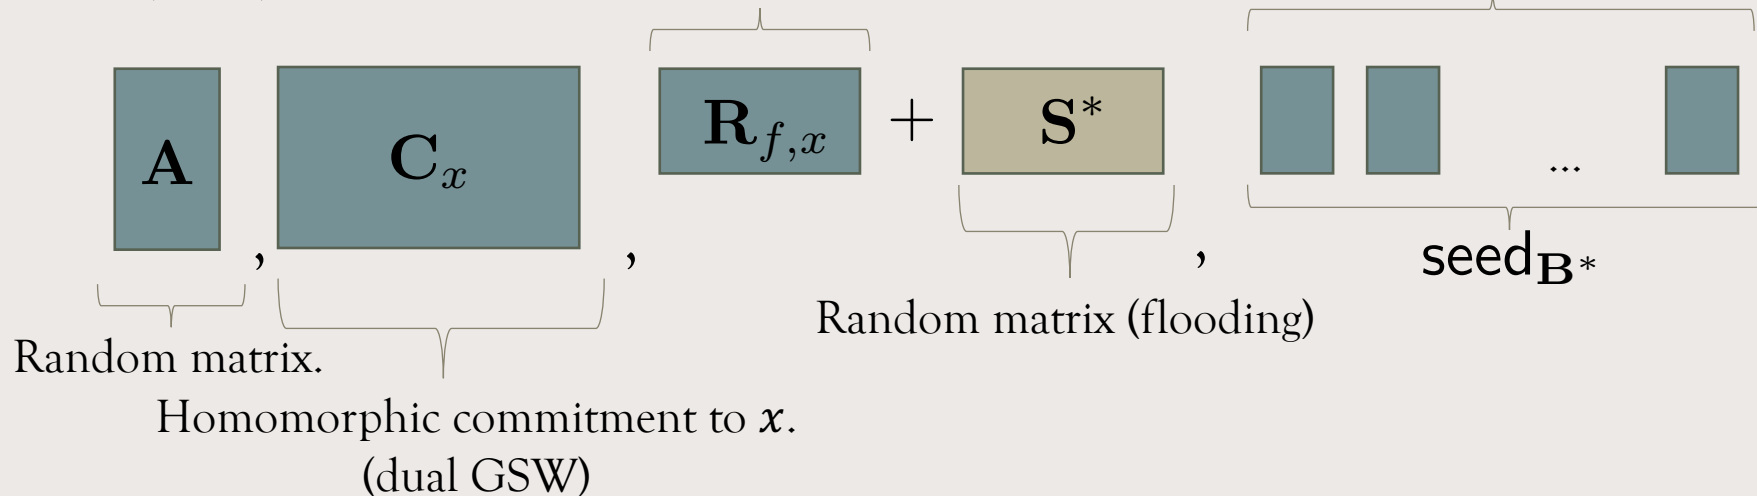 A , C_x , R_{f,x} + S* , ...
seed_{B*}
Random matrix (flooding)
Random matrix.
Homomorphic commitment to x.
(dual GSW)